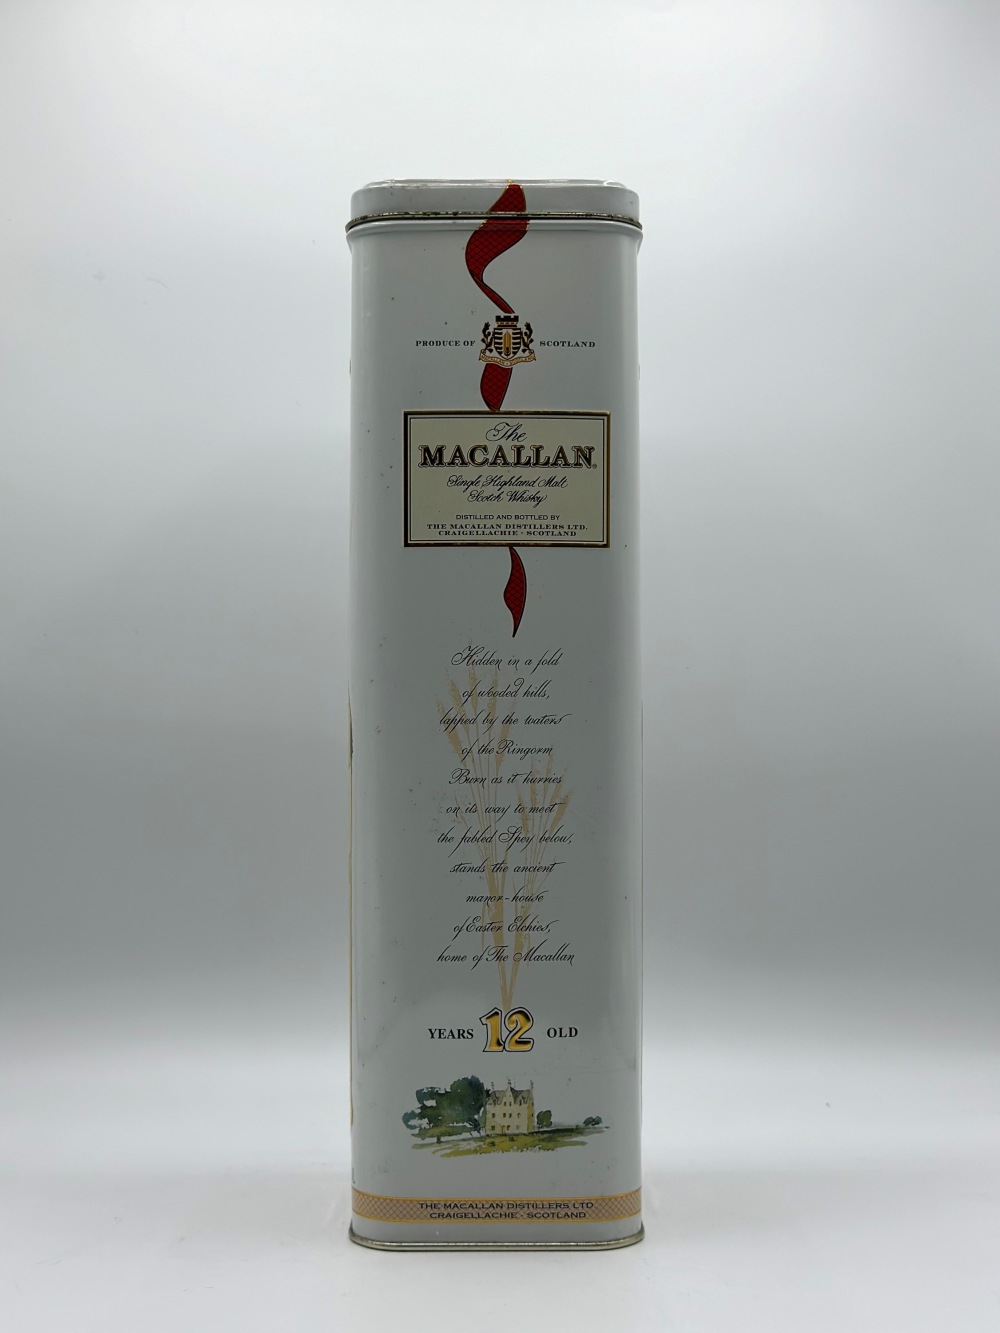 PRODUCE OF SCOTLAND
The
MACALLAN®
Single Highland Malt
Scotch Whisky
DISTILLED AND BOTTLED BY
THE MACALLAN DISTILLERS LTD.
CRAIGELLACHIE · SCOTLAND
Hidden in a fold
of wooded hills,
lapped by the waters
of the Ringorm
Burn as it hurries
on its way to meet
the fabled Spey below,
stands the ancient
manor-house
of Easter Elchies,
home of The Macallan
YEARS 12 OLD
THE MACALLAN DISTILLERS LTD
CRAIGELLACHIE · SCOTLAND